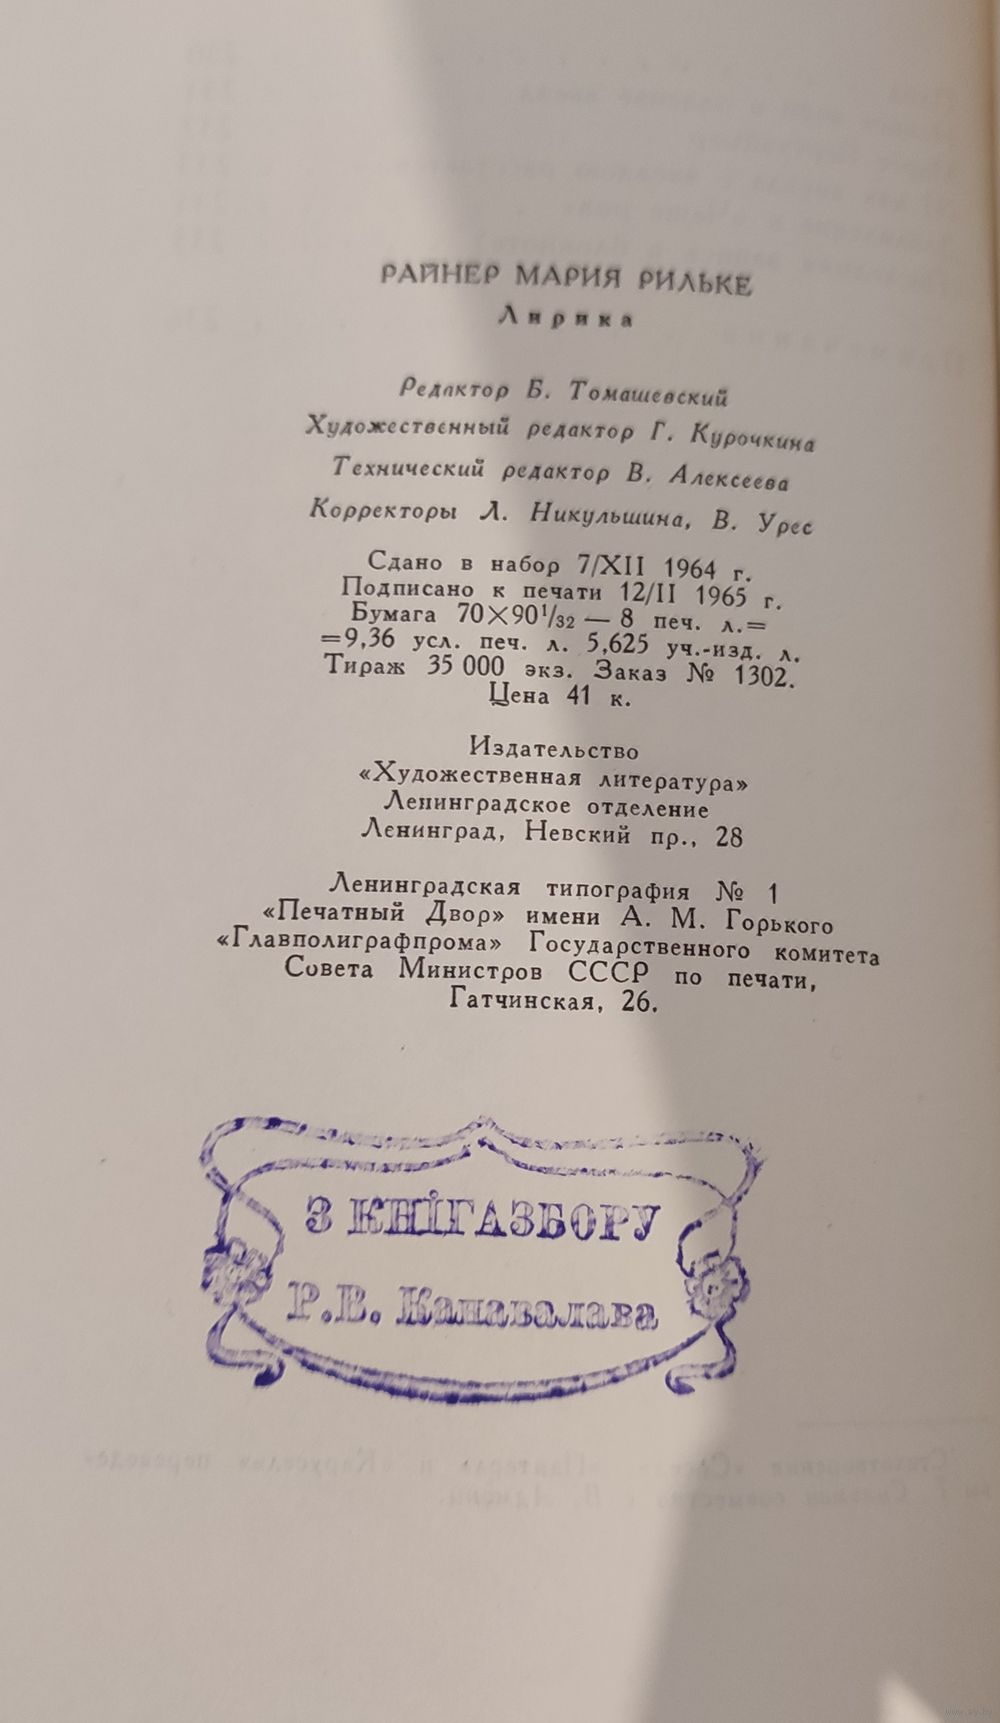 РАЙНЕР МАРИЯ РИЛЬКЕ
Лирика
Редактор Б. Томашевский
Художественный редактор Г. Курочкина
Технический редактор В. Алексеева
Корректоры Л. Никульшина, В. Урес
Сдано в набор 7/XII 1964 г.
Подписано к печати 12/II 1965 г.
Бумага 70×90¹/₃₂ — 8 печ. л.=
=9,36 усл. печ. л. 5,625 уч.-изд. л.
Тираж 35 000 экз. Заказ № 1302.
Цена 41 к.
Издательство
«Художественная литература»
Ленинградское отделение
Ленинград, Невский пр., 28
Ленинградская типография № 1
«Печатный Двор» имени А. М. Горького
«Главполиграфпрома» Государственного комитета
Совета Министров СССР по печати,
Гатчинская, 26.
З КНІГАЗБОРУ
Р.В. Канавалава